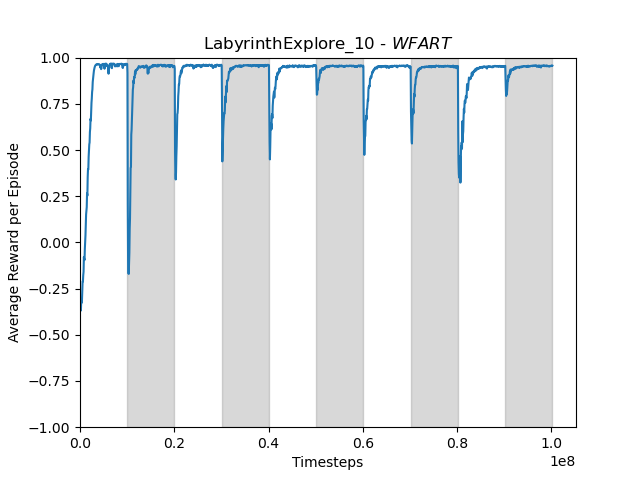 LabyrinthExplore_10 - WFART
Average Reward per Episode
1.00
0.75
0.50
0.25
0.00
−0.25
−0.50
−0.75
−1.00
0.0 0.2 0.4 0.6 0.8 1.0
1e8
Timesteps